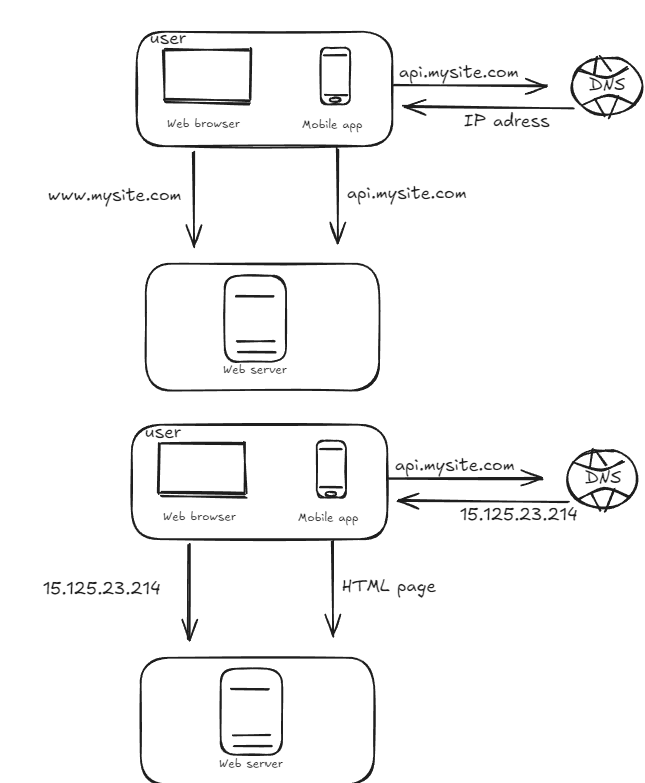 user
api.mysite.com
DNS
IP adress
Web browser
Mobile app
www.mysite.com
api.mysite.com
Web server
user
api.mysite.com
DNS
15.125.23.214
Web browser
Mobile app
15.125.23.214
HTML page
Web server